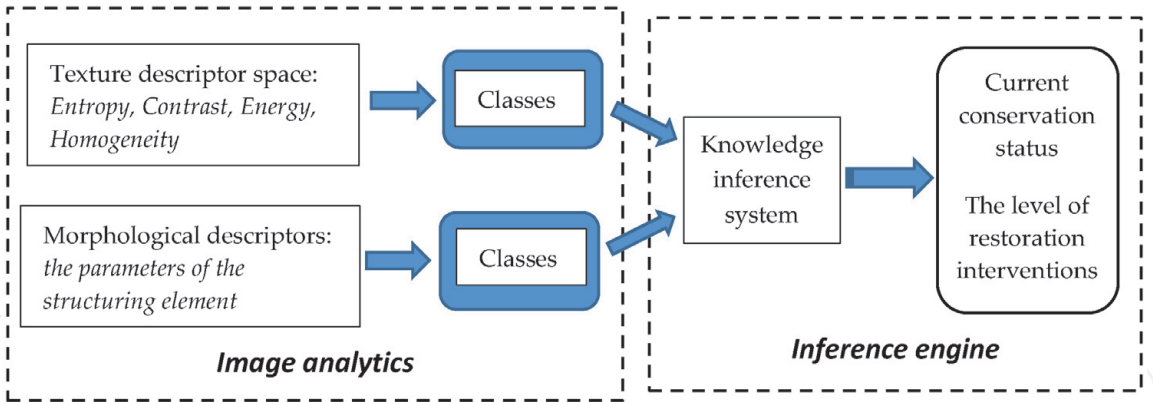 Texture descriptor space:
Entropy, Contrast, Energy,
Homogeneity
Classes
Morphological descriptors:
the parameters of the
structuring element
Classes
Image analytics
Knowledge
inference
system
Current
conservation
status
The level of
restoration
interventions
Inference engine